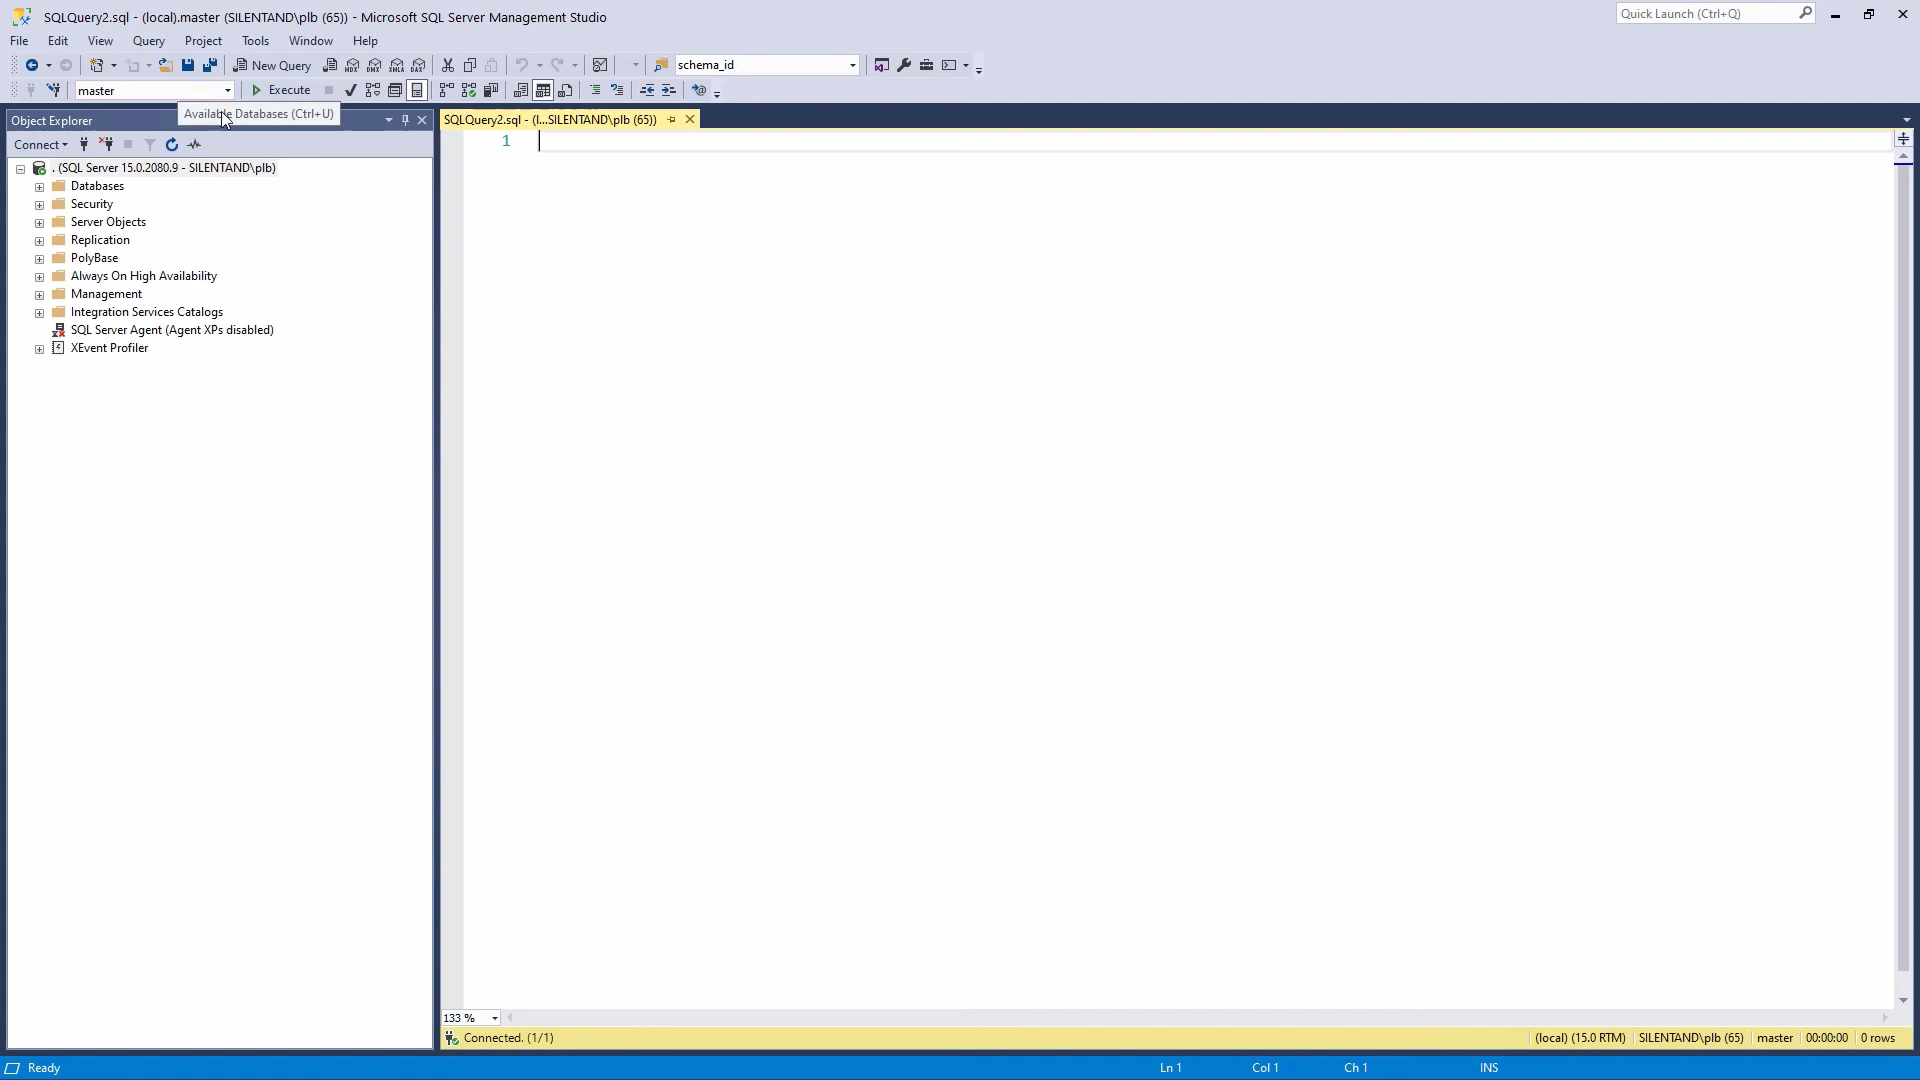 SQLQuery2.sql - (local).master (SILENTAND\plb (65)) - Microsoft SQL Server Management Studio
Quick Launch (Ctrl+Q)
File Edit View Query Project Tools Window Help
New Query MDX DMX XMLA DAX schema_id
master Execute
Available Databases (Ctrl+U)
Object Explorer
SQLQuery2.sql - (l...SILENTAND\plb (65))
Connect
1
. (SQL Server 15.0.2080.9 - SILENTAND\plb)
Databases
Security
Server Objects
Replication
PolyBase
Always On High Availability
Management
Integration Services Catalogs
SQL Server Agent (Agent XPs disabled)
XEvent Profiler
133 %
Connected. (1/1)
(local) (15.0 RTM) SILENTAND\plb (65) master 00:00:00 0 rows
Ready
Ln 1 Col 1 Ch 1 INS